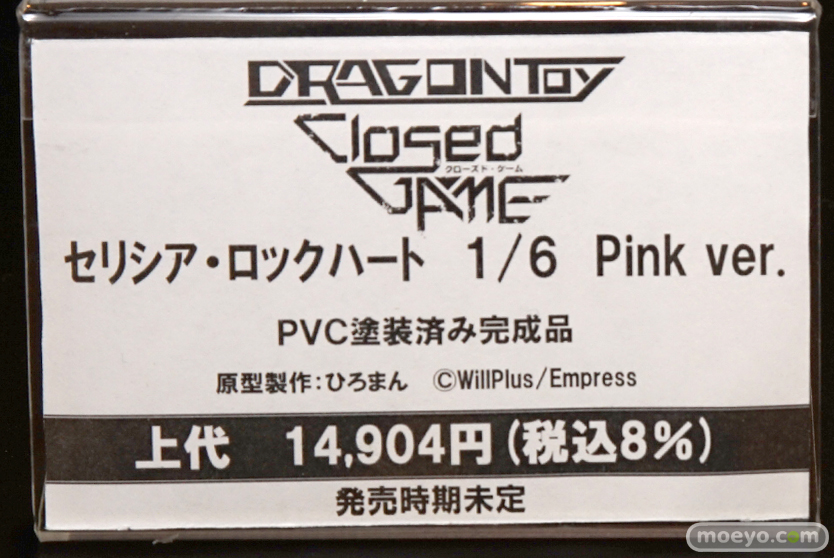 DRAGONTOY
Closed
クローズド・ゲーム
GAME
セリシア・ロックハート 1/6 Pink ver.
PVC塗装済み完成品
原型製作:ひろまん ©WillPlus/Empress
上代 14,904円(税込8%)
発売時期未定
moeyo.com